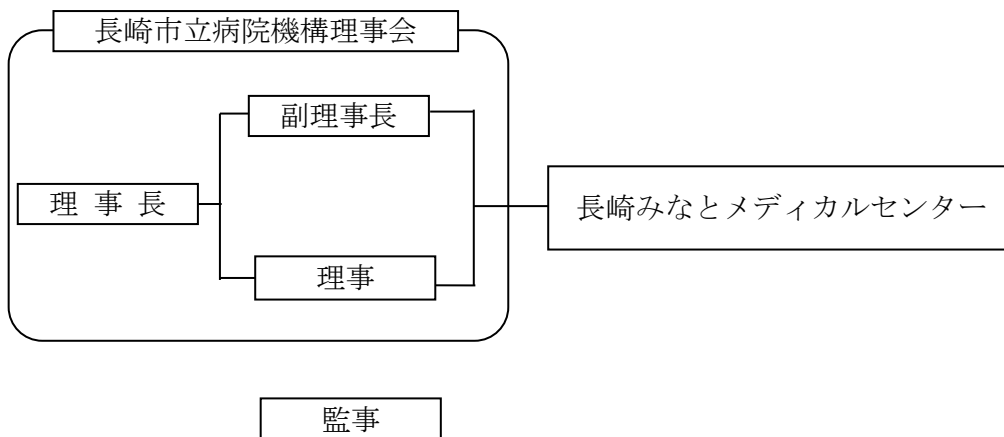 長崎市立病院機構理事会
副理事長
理 事 長
長崎みなとメディカルセンター
理事
監事